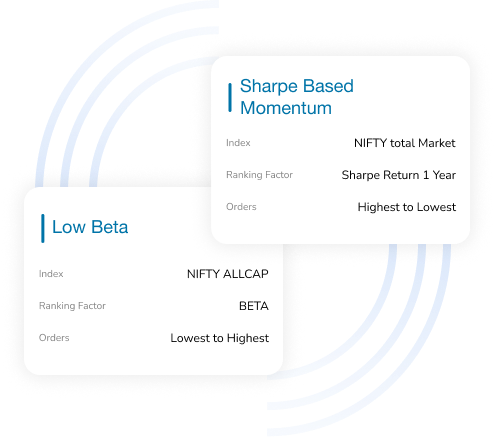 Sharpe Based
Momentum
Index NIFTY total Market
Ranking Factor Sharpe Return 1 Year
Orders Highest to Lowest
Low Beta
Index NIFTY ALLCAP
Ranking Factor BETA
Orders Lowest to Highest